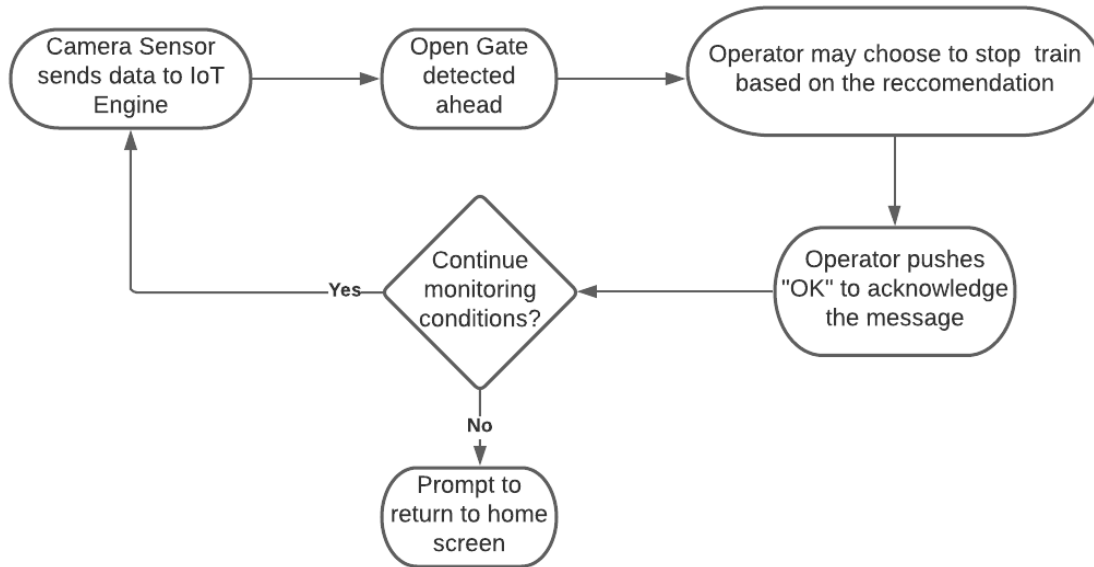 Camera Sensor
sends data to IoT
Engine
Open Gate
detected
ahead
Operator may choose to stop train
based on the reccomendation
Operator pushes
"OK" to acknowledge
the message
Continue
monitoring
conditions?
Yes
No
Prompt to
return to home
screen